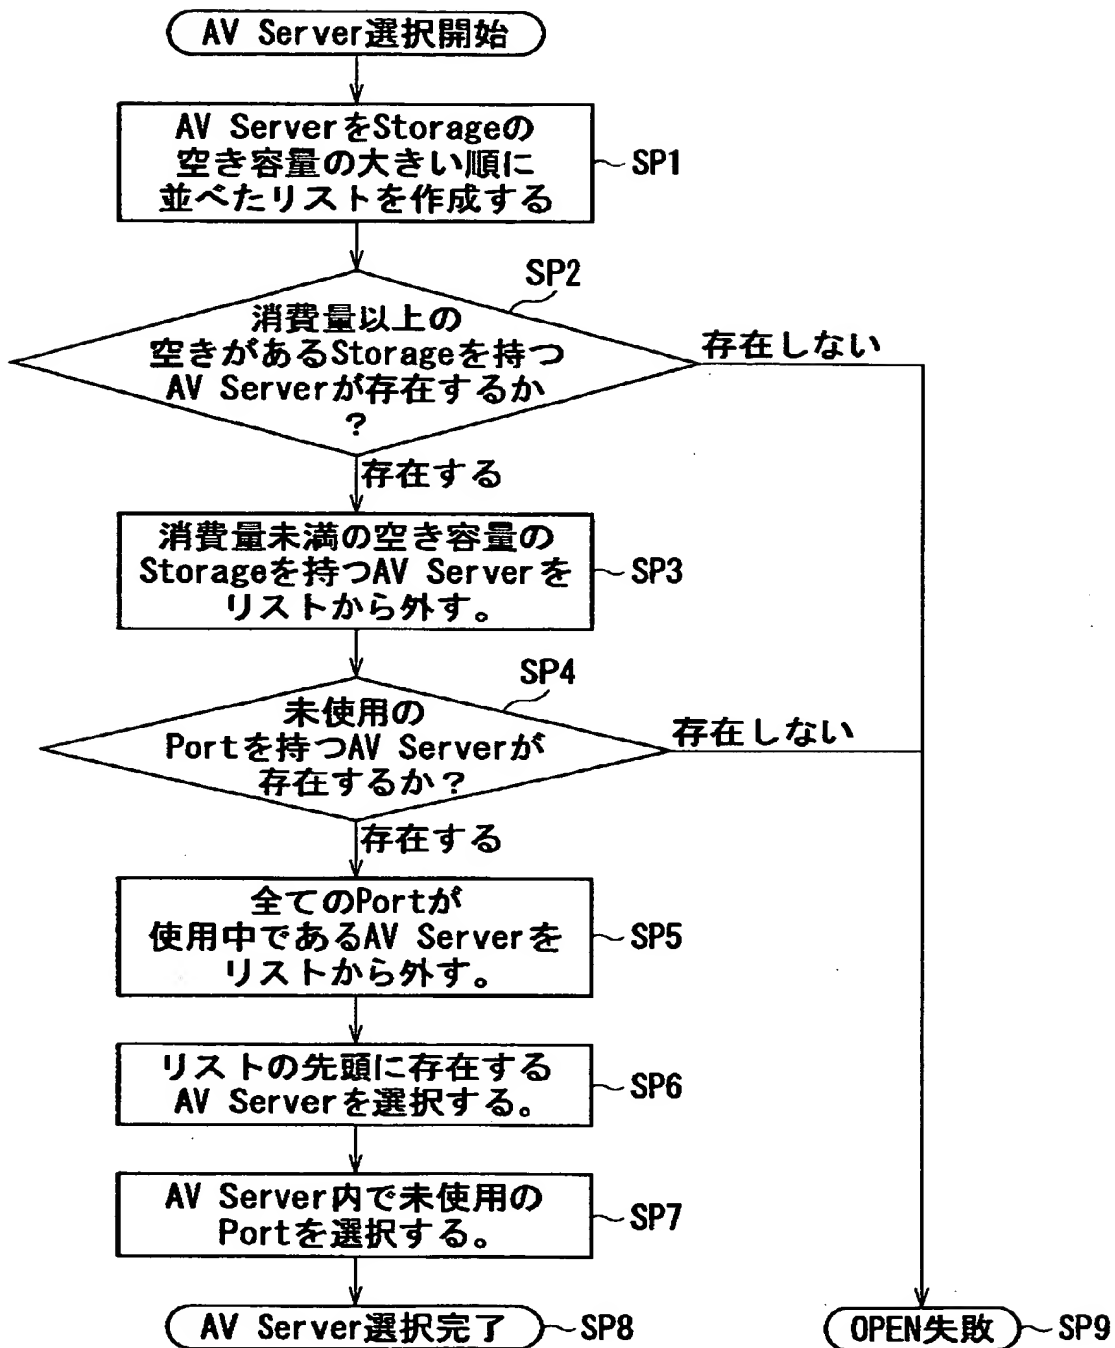 AV Server選択開始
AV ServerをStorageの
空き容量の大きい順に
並べたリストを作成する
SP1
SP2
消費量以上の
空きがあるStorageを持つ
AV Serverが存在するか
?
存在しない
存在する
消費量未満の空き容量の
Storageを持つAV Serverを
リストから外す。
SP3
SP4
未使用の
Portを持つAV Serverが
存在するか?
存在しない
存在する
全てのPortが
使用中であるAV Serverを
リストから外す。
SP5
リストの先頭に存在する
AV Serverを選択する。
SP6
AV Server内で未使用の
Portを選択する。
SP7
AV Server選択完了
SP8
OPEN失敗
SP9